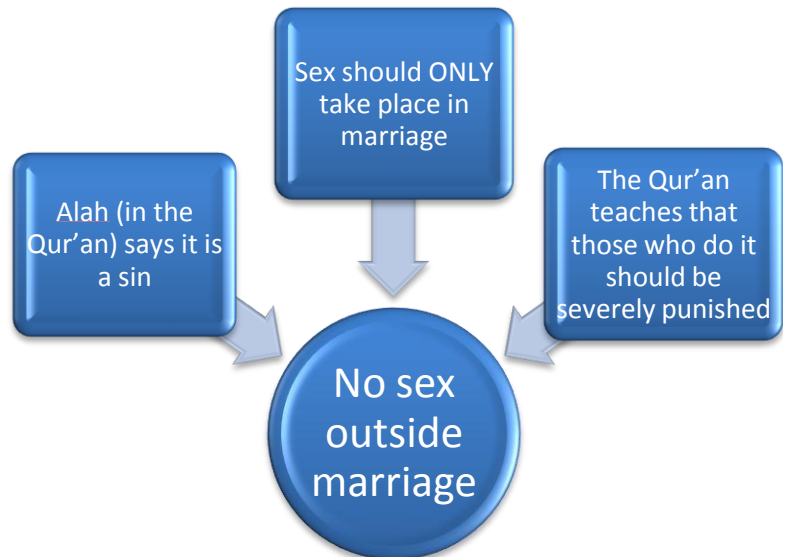 Sex should ONLY
take place in
marriage
Alah (in the
Qur’an) says it is
a sin
The Qur’an
teaches that
those who do it
should be
severely punished
No sex
outside
marriage